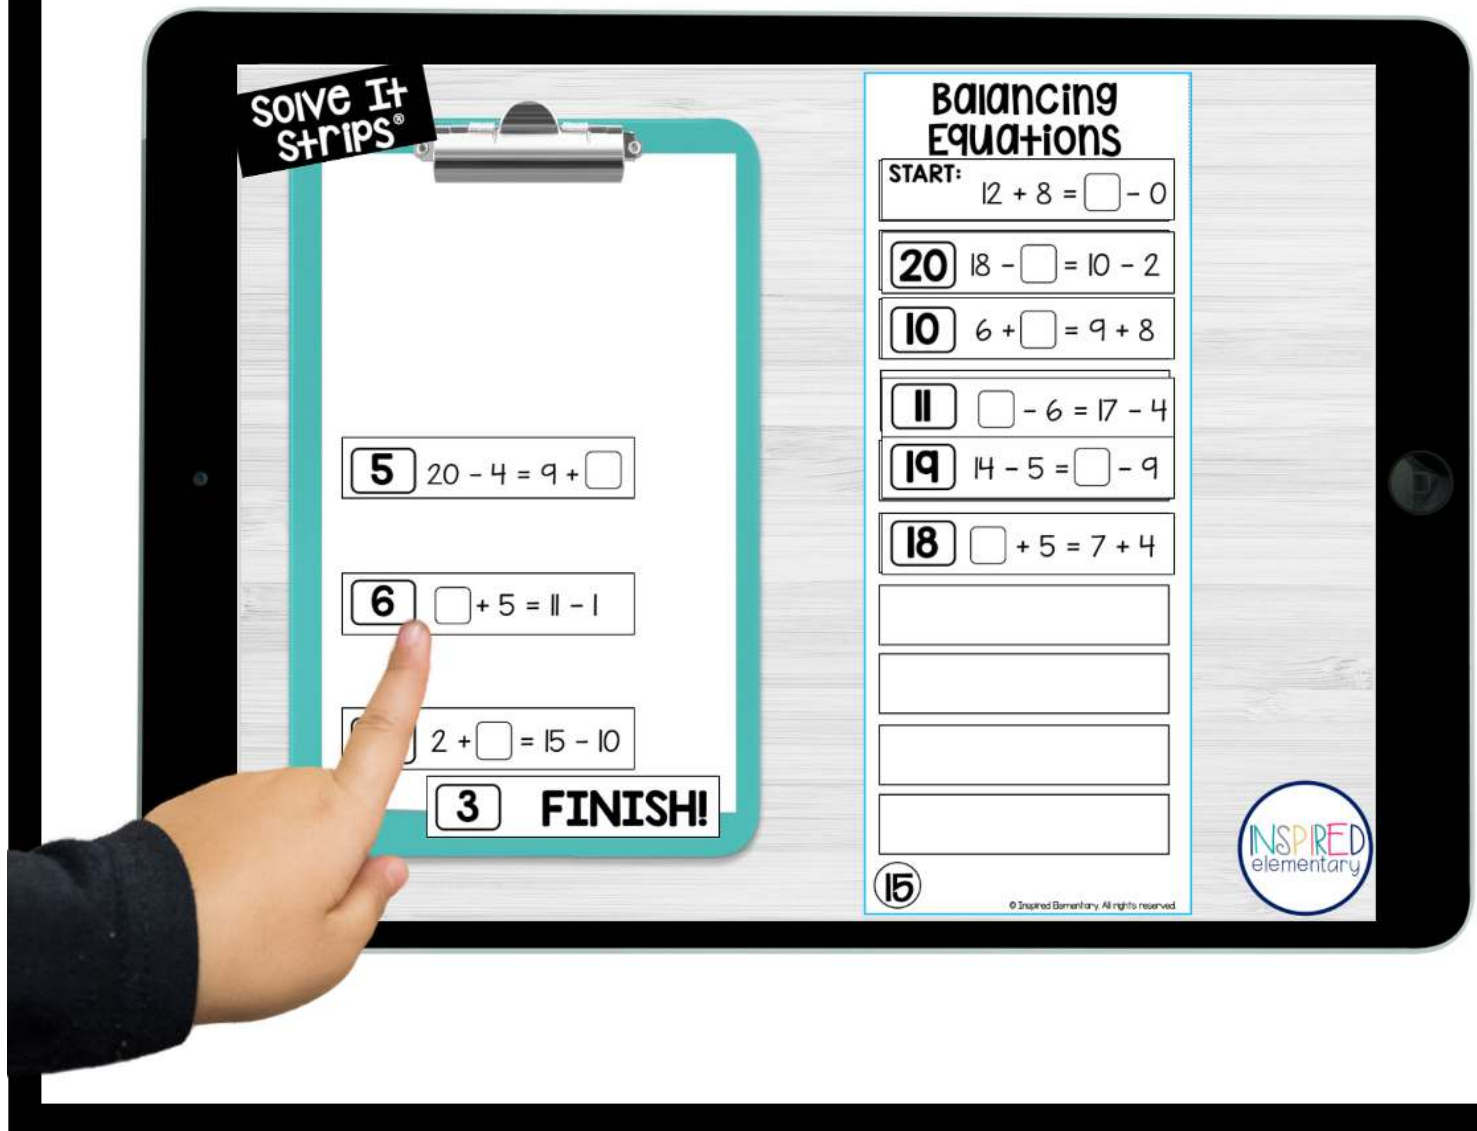 Solve It
Strips®
5 20 - 4 = 9 + □
6 □ + 5 = 11 - 1
2 + □ = 15 - 10
3 FINISH!
Balancing
Equations
START: 12 + 8 = □ - 0
20 18 - □ = 10 - 2
10 6 + □ = 9 + 8
11 □ - 6 = 17 - 4
19 14 - 5 = □ - 9
18 □ + 5 = 7 + 4
15
© Inspired Elementary. All rights reserved.
INSPIRED
elementary